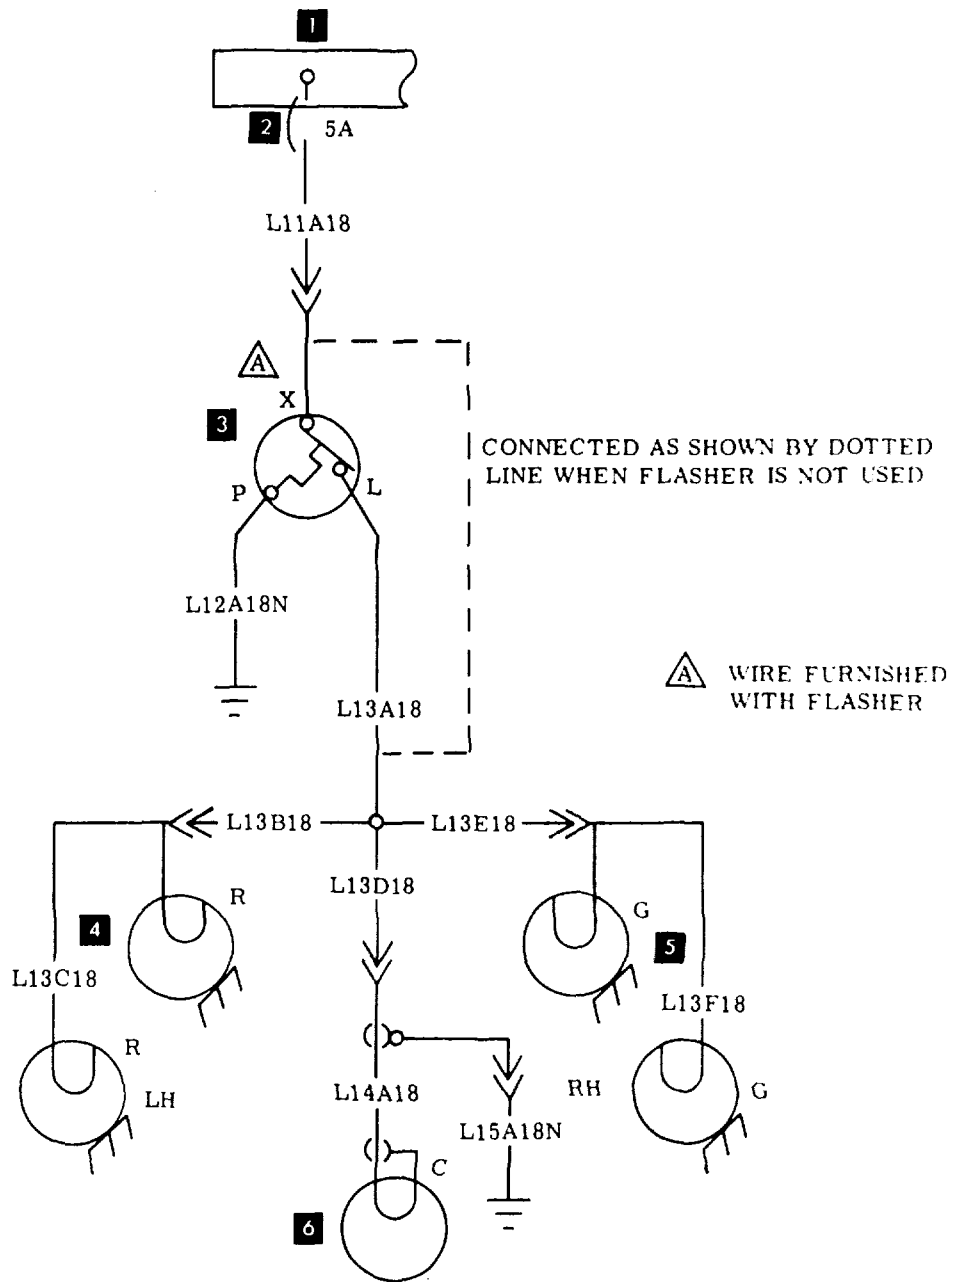 1
2
5A
L11A18
A
X
3
CONNECTED AS SHOWN BY DOTTED
LINE WHEN FLASHER IS NOT USED
P
L
L12A18N
A WIRE FURNISHED
WITH FLASHER
L13A18
L13B18
L13E18
L13D18
R
G
4
5
L13C18
L13F18
R
LH
L14A18
RH
G
L15A18N
C
6